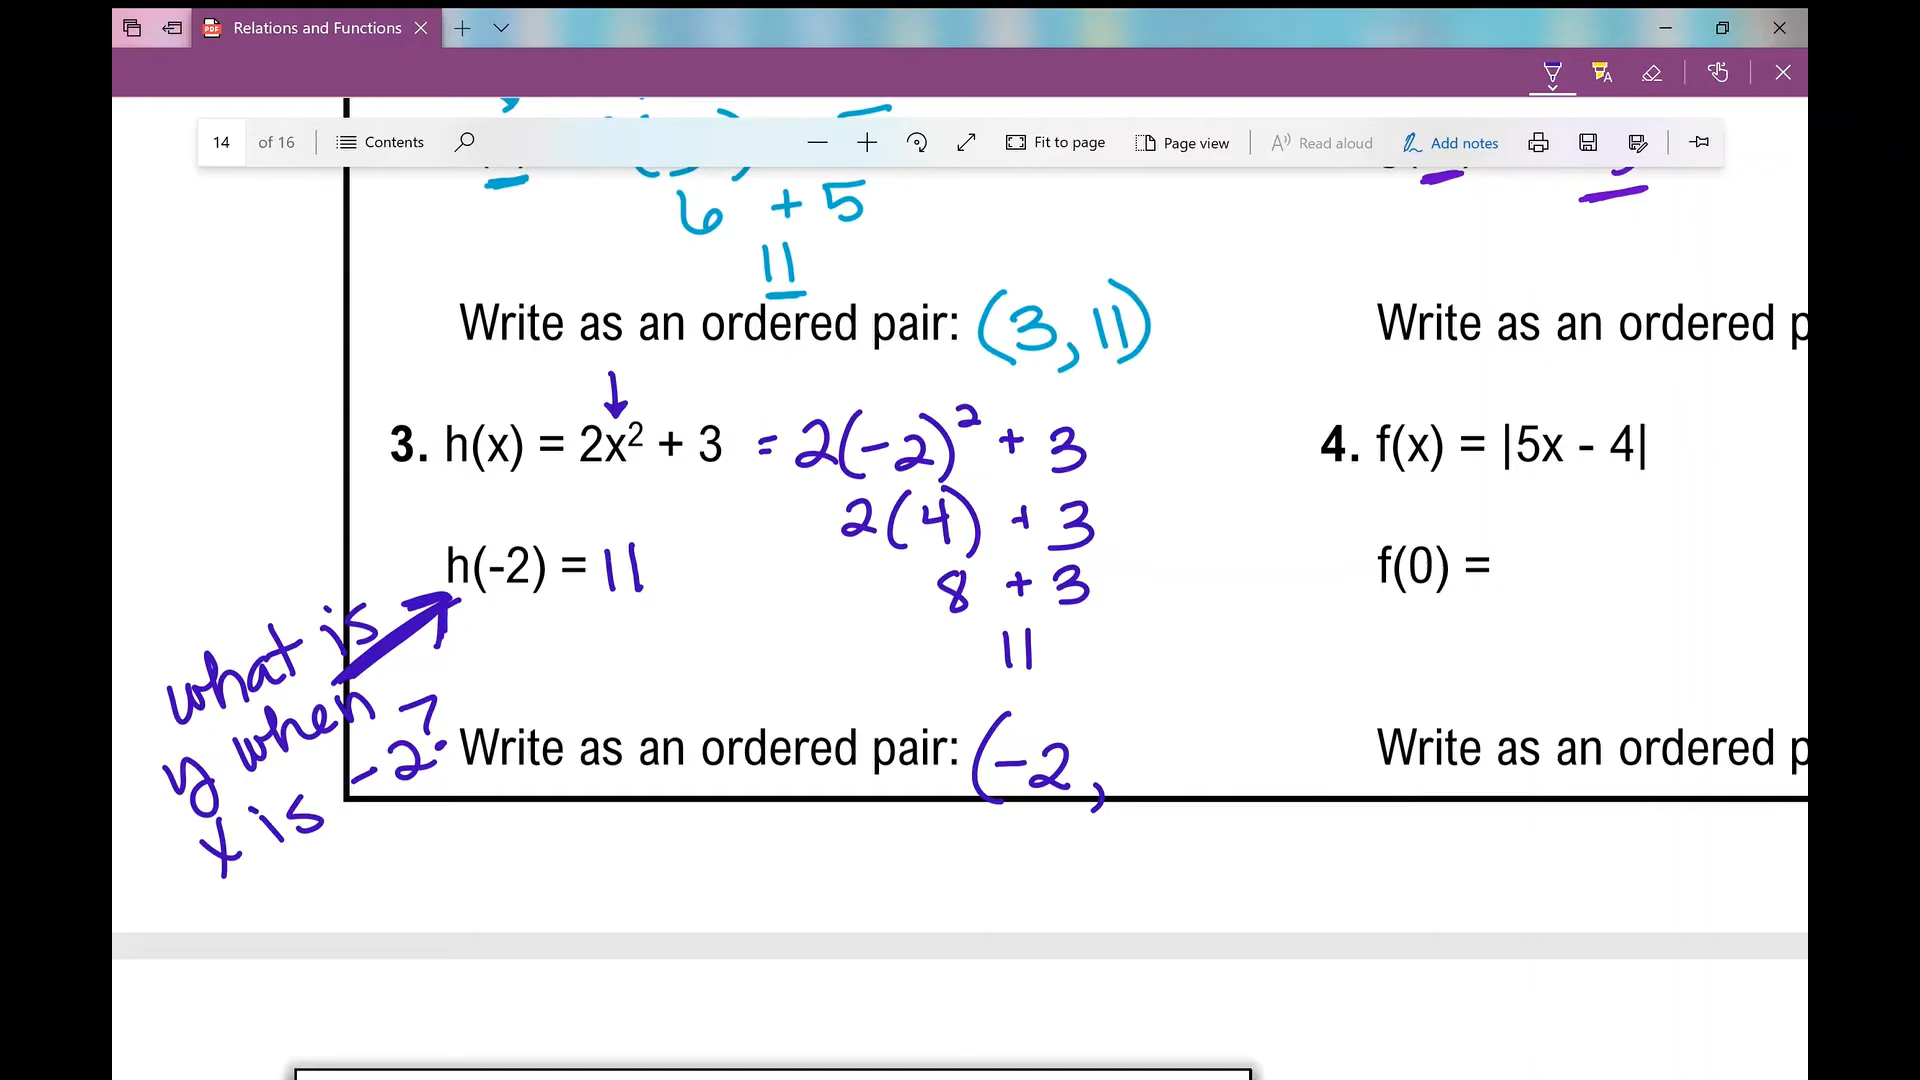 Relations and Functions
14 of 16 Contents Fit to page Page view Read aloud Add notes
6 + 5
11
Write as an ordered pair: (3, 11)
Write as an ordered p
3. h(x) = 2x² + 3 = 2(-2)² + 3
2(4) + 3
8 + 3
11
h(-2) = 11
what is
y when
x is -2?
Write as an ordered pair: (-2,
4. f(x) = |5x - 4|
f(0) =
Write as an ordered p